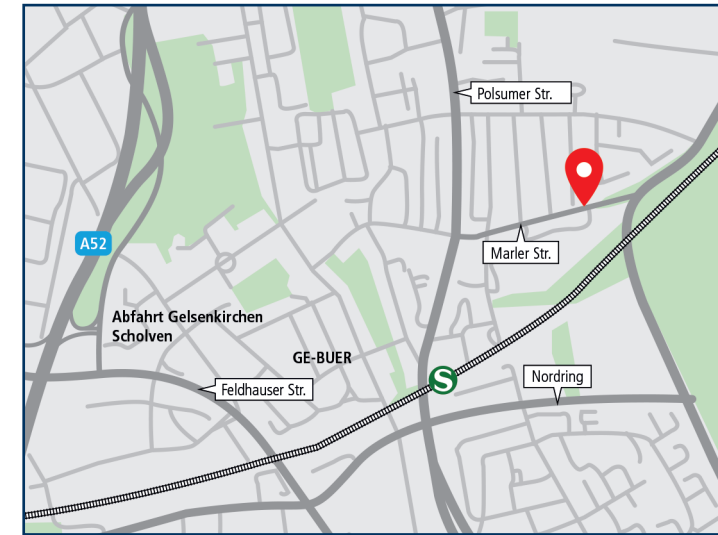 Polsumer Str.
Marler Str.
A52
Abfahrt Gelsenkirchen
Scholven
GE-BUER
Feldhauser Str.
S
Nordring